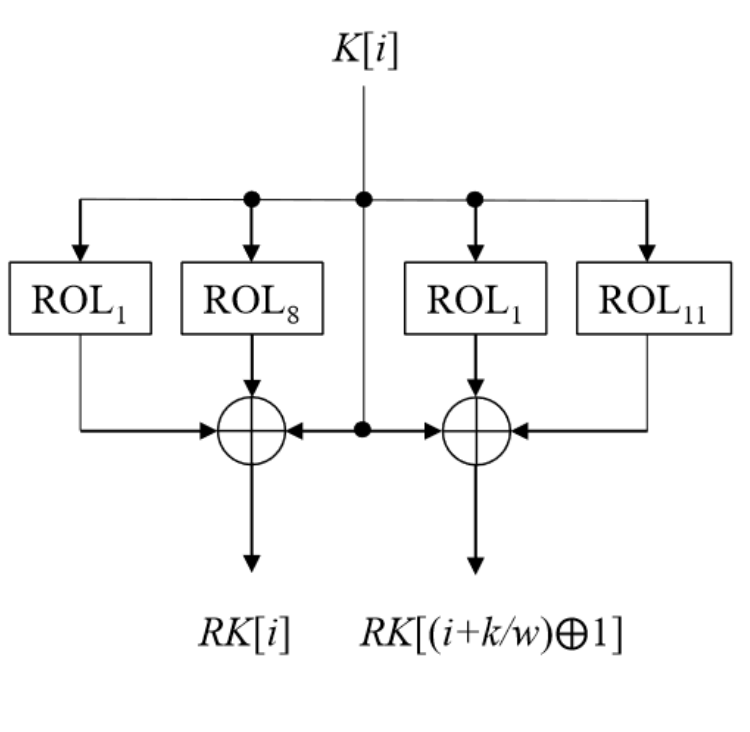 K[i]
ROL₁ ROL₈ ROL₁ ROL₁₁
RK[i] RK[(i+k/w)⊕1]